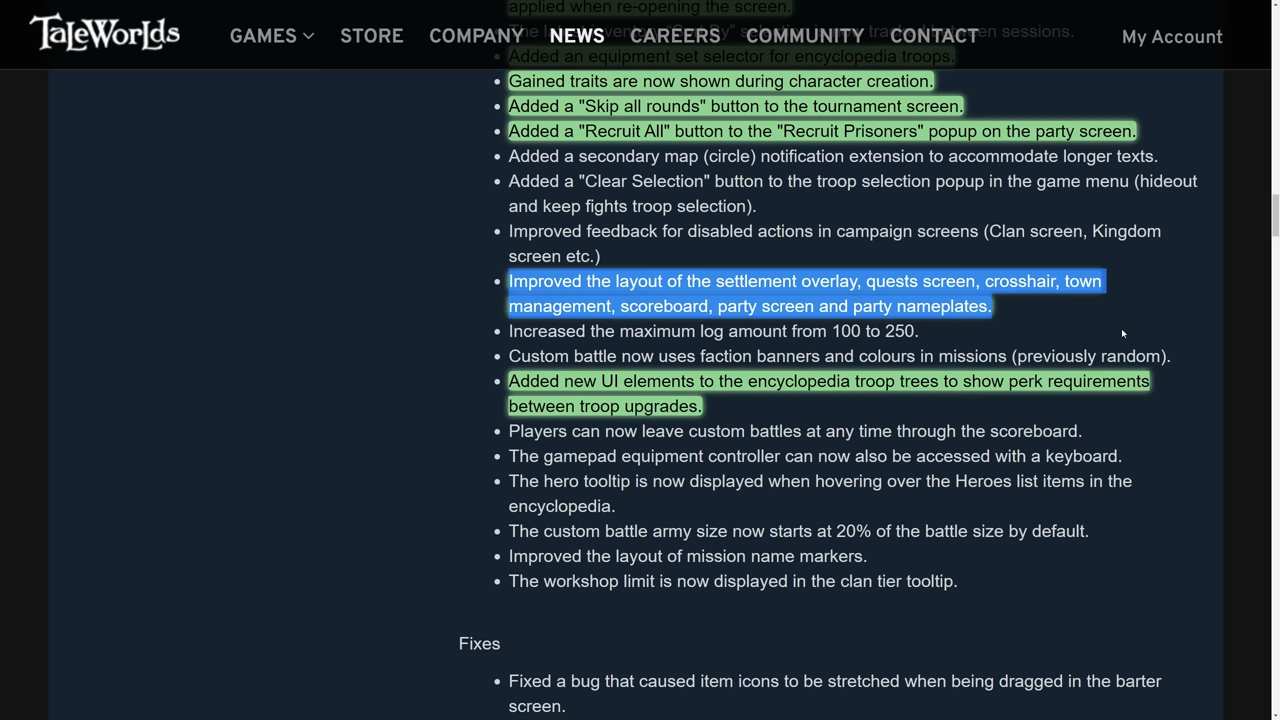 applied when re-opening the screen.
TALEWORLDS
GAMES STORE COMPANY NEWS CAREERS COMMUNITY CONTACT My Account
Added an equipment set selector for encyclopedia troops.
Gained traits are now shown during character creation.
Added a "Skip all rounds" button to the tournament screen.
Added a "Recruit All" button to the "Recruit Prisoners" popup on the party screen.
Added a secondary map (circle) notification extension to accommodate longer texts.
Added a "Clear Selection" button to the troop selection popup in the game menu (hideout
and keep fights troop selection).
Improved feedback for disabled actions in campaign screens (Clan screen, Kingdom
screen etc.)
Improved the layout of the settlement overlay, quests screen, crosshair, town
management, scoreboard, party screen and party nameplates.
Increased the maximum log amount from 100 to 250.
Custom battle now uses faction banners and colours in missions (previously random).
Added new UI elements to the encyclopedia troop trees to show perk requirements
between troop upgrades.
Players can now leave custom battles at any time through the scoreboard.
The gamepad equipment controller can now also be accessed with a keyboard.
The hero tooltip is now displayed when hovering over the Heroes list items in the
encyclopedia.
The custom battle army size now starts at 20% of the battle size by default.
Improved the layout of mission name markers.
The workshop limit is now displayed in the clan tier tooltip.
Fixes
Fixed a bug that caused item icons to be stretched when being dragged in the barter
screen.